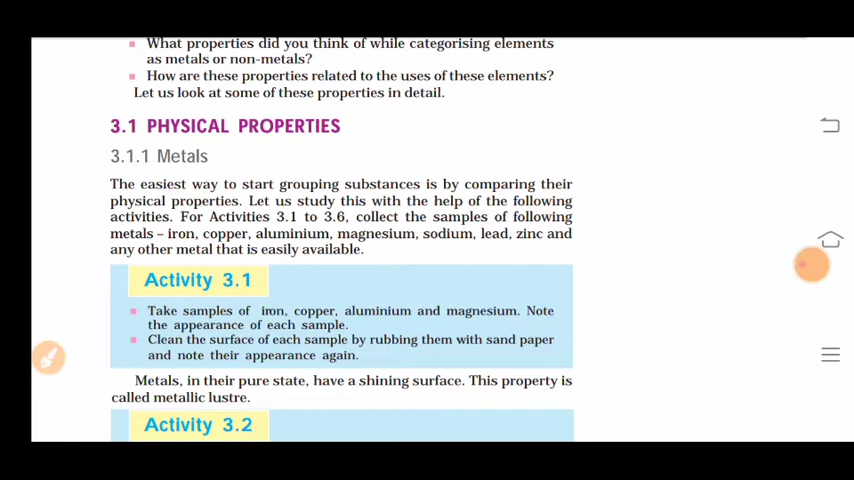 What properties did you think of while categorising elements
as metals or non-metals?
How are these properties related to the uses of these elements?
Let us look at some of these properties in detail.
3.1 PHYSICAL PROPERTIES
3.1.1 Metals
The easiest way to start grouping substances is by comparing their
physical properties. Let us study this with the help of the following
activities. For Activities 3.1 to 3.6, collect the samples of following
metals – iron, copper, aluminium, magnesium, sodium, lead, zinc and
any other metal that is easily available.
Activity 3.1
Take samples of iron, copper, aluminium and magnesium. Note
the appearance of each sample.
Clean the surface of each sample by rubbing them with sand paper
and note their appearance again.
Metals, in their pure state, have a shining surface. This property is
called metallic lustre.
Activity 3.2